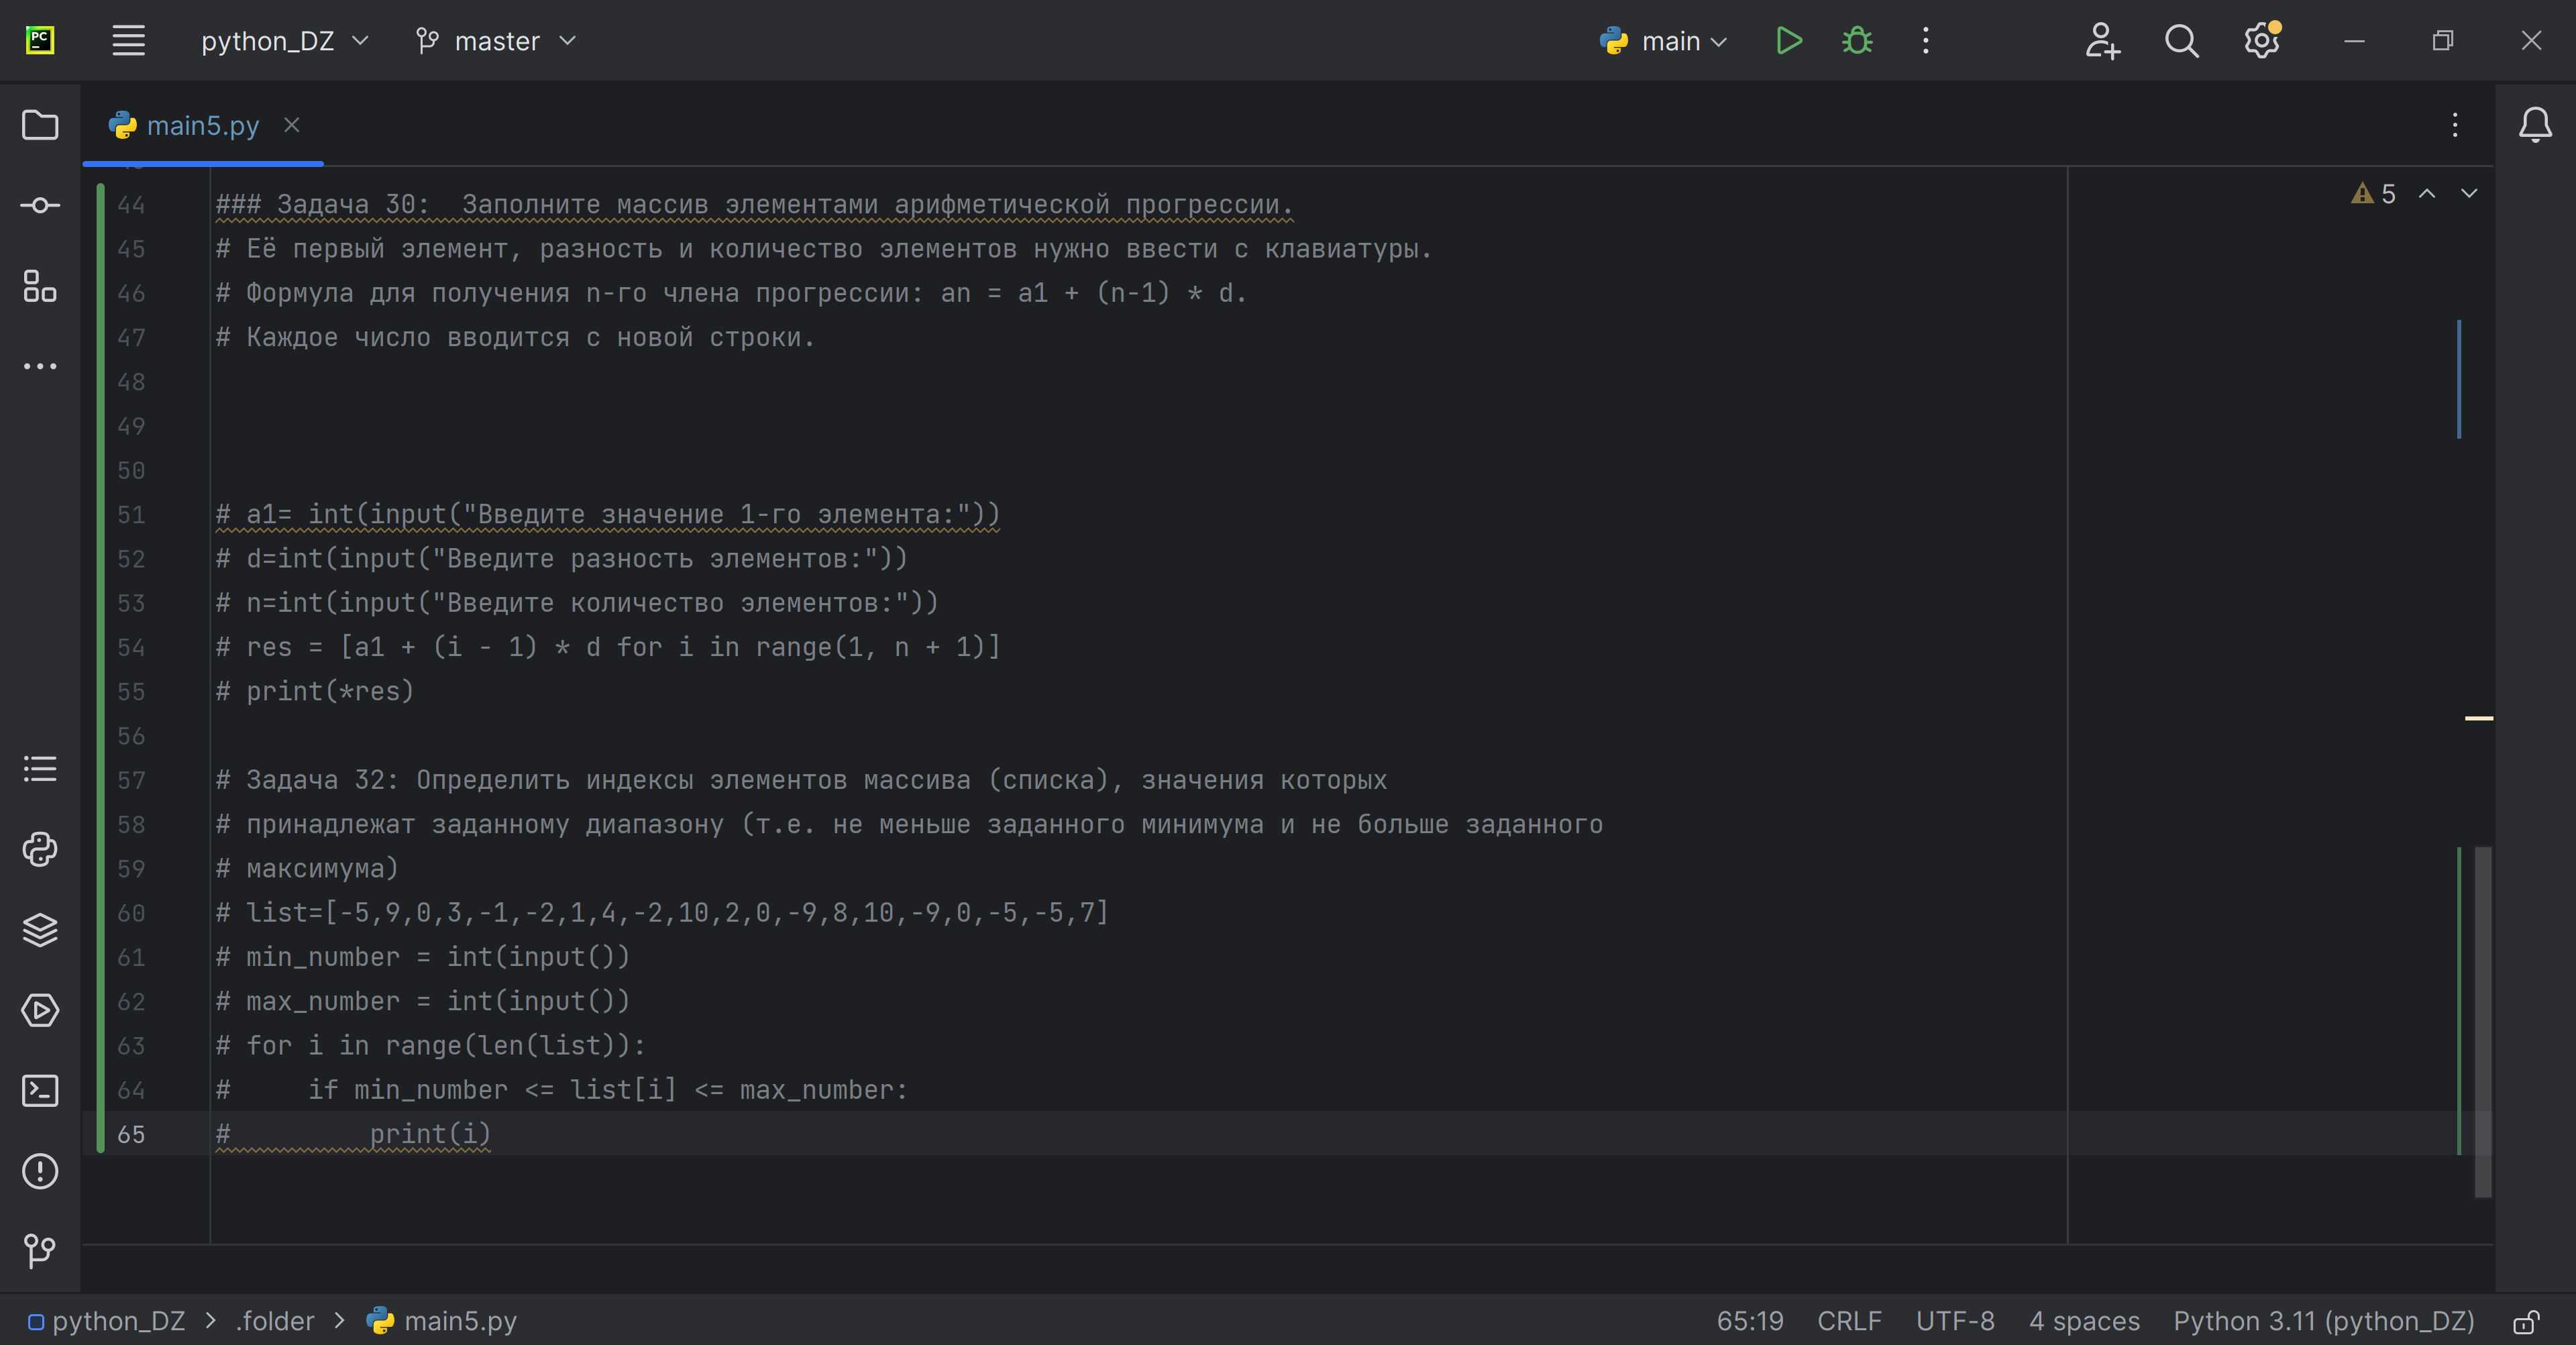 PC
python_DZ
master
main
main5.py
5
44 ### Задача 30:  Заполните массив элементами арифметической прогрессии.
45 # Её первый элемент, разность и количество элементов нужно ввести с клавиатуры.
46 # Формула для получения n-го члена прогрессии: an = a1 + (n-1) * d.
47 # Каждое число вводится с новой строки.
48
49
50
51 # a1= int(input("Введите значение 1-го элемента:"))
52 # d=int(input("Введите разность элементов:"))
53 # n=int(input("Введите количество элементов:"))
54 # res = [a1 + (i - 1) * d for i in range(1, n + 1)]
55 # print(*res)
56
57 # Задача 32: Определить индексы элементов массива (списка), значения которых
58 # принадлежат заданному диапазону (т.е. не меньше заданного минимума и не больше заданного
59 # максимума)
60 # list=[-5,9,0,3,-1,-2,1,4,-2,10,2,0,-9,8,10,-9,0,-5,-5,7]
61 # min_number = int(input())
62 # max_number = int(input())
63 # for i in range(len(list)):
64 #     if min_number <= list[i] <= max_number:
65 #         print(i)
python_DZ > .folder > main5.py
65:19 CRLF UTF-8 4 spaces Python 3.11 (python_DZ)